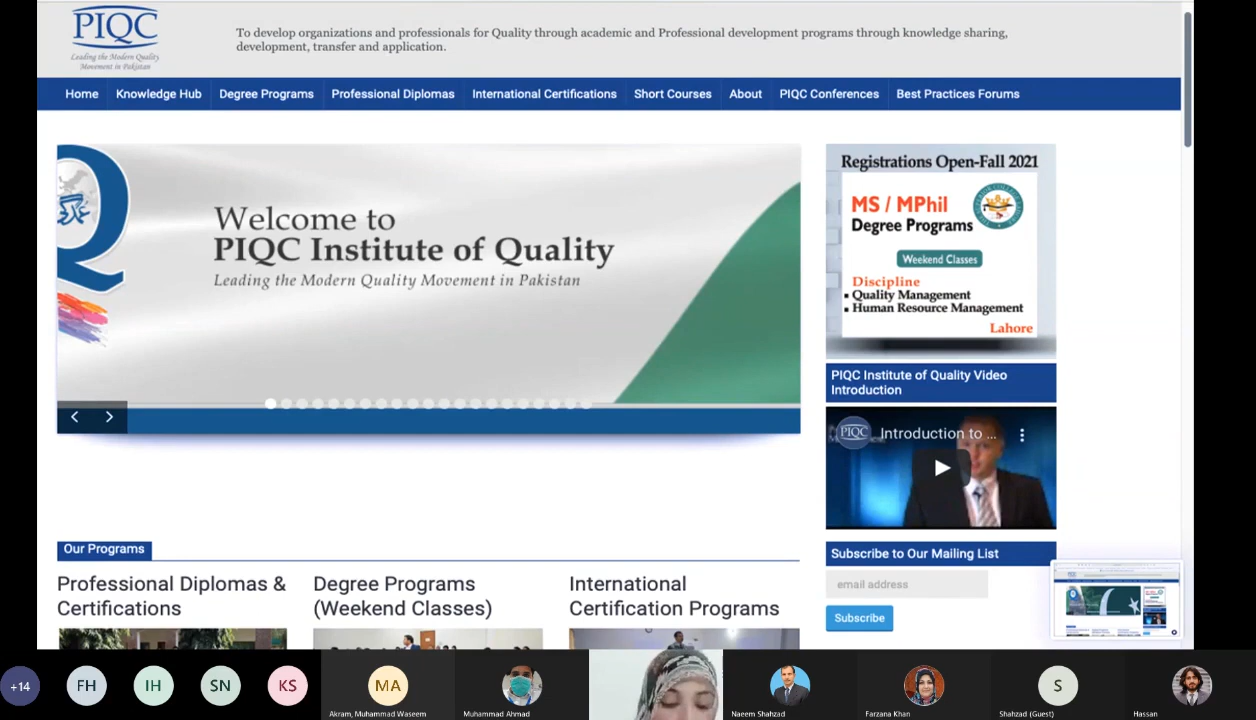 PIQC
Leading the Modern Quality
Movement in Pakistan
To develop organizations and professionals for Quality through academic and Professional development programs through knowledge sharing,
development, transfer and application.
Home Knowledge Hub Degree Programs Professional Diplomas International Certifications Short Courses About PIQC Conferences Best Practices Forums
Q
Welcome to
PIQC Institute of Quality
Leading the Modern Quality Movement in Pakistan
Registrations Open-Fall 2021
MS / MPhil
Degree Programs
Weekend Classes
Discipline
▪ Quality Management
▪ Human Resource Management
Lahore
PIQC Institute of Quality Video
Introduction
PIQC Introduction to ...
Subscribe to Our Mailing List
email address
Subscribe
Our Programs
Professional Diplomas &
Certifications
Degree Programs
(Weekend Classes)
International
Certification Programs
+14 FH IH SN KS MA S
Akram, Muhammad Waseem Muhammad Ahmad Naeem Shahzad Farzana Khan Shahzad (Guest) Hassan